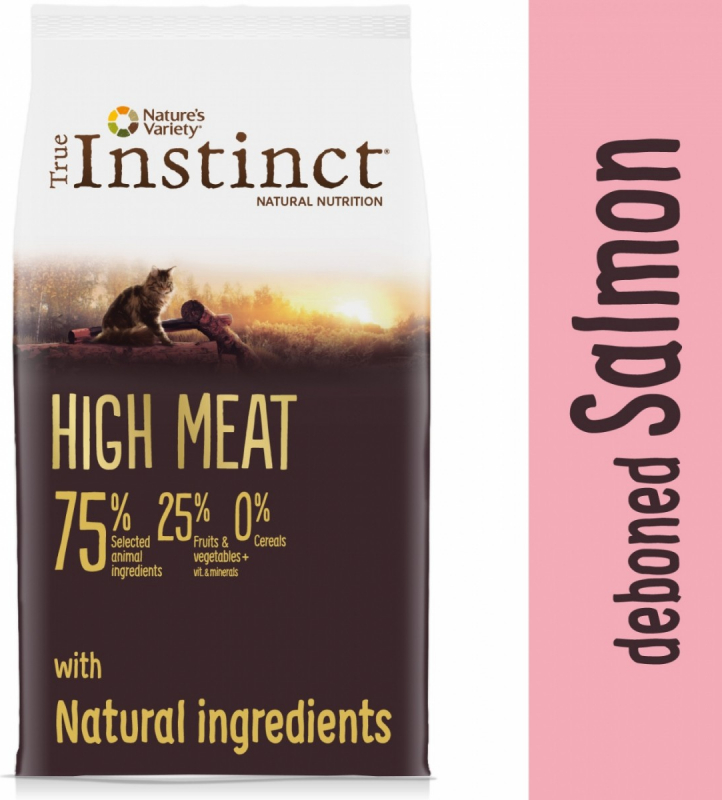 Nature's
Variety®
True
Instinct®
NATURAL NUTRITION
HIGH MEAT
75%
Selected
animal
ingredients
25%
Fruits &
vegetables +
vit. & minerals
0%
Cereals
with
Natural ingredients
deboned Salmon